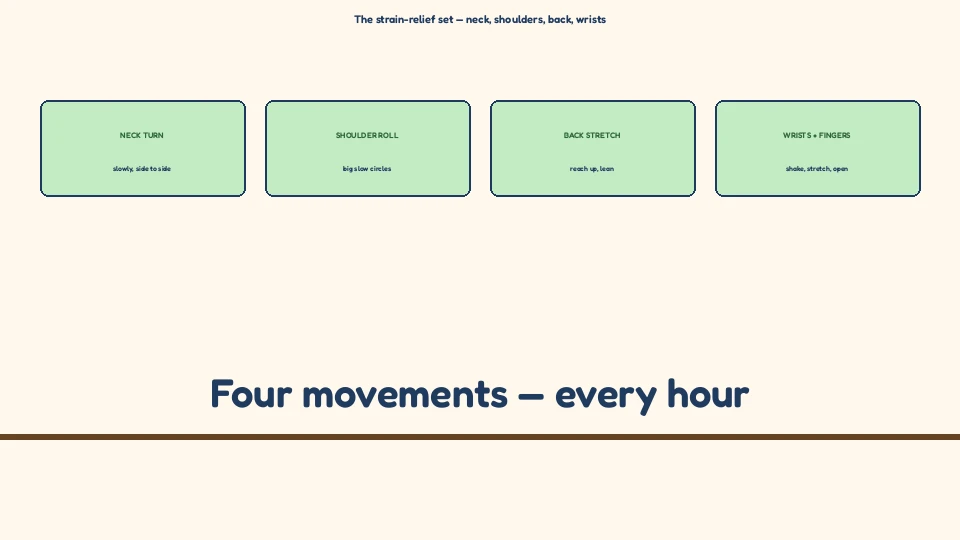 The strain-relief set — neck, shoulders, back, wrists
NECK TURN
slowly, side to side
SHOULDER ROLL
big slow circles
BACK STRETCH
reach up, lean
WRISTS + FINGERS
shake, stretch, open
Four movements — every hour